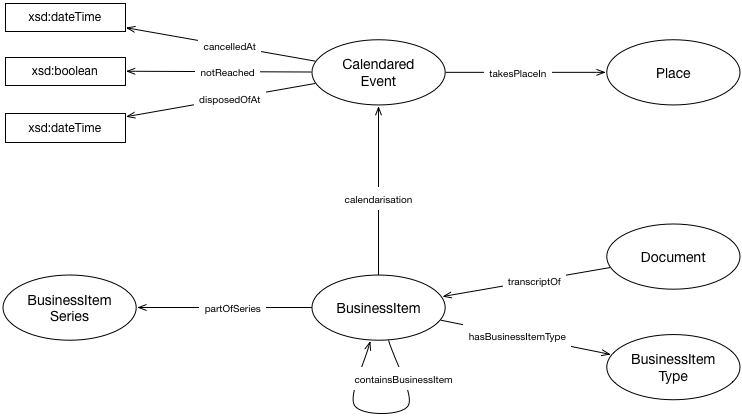 xsd:dateTime
cancelledAt
xsd:boolean
notReached
Calendared
Event
takesPlaceIn
Place
disposedOfAt
xsd:dateTime
calendarisation
Document
transcriptOf
BusinessItem
Series
partOfSeries
BusinessItem
hasBusinessItemType
BusinessItem
Type
containsBusinessItem